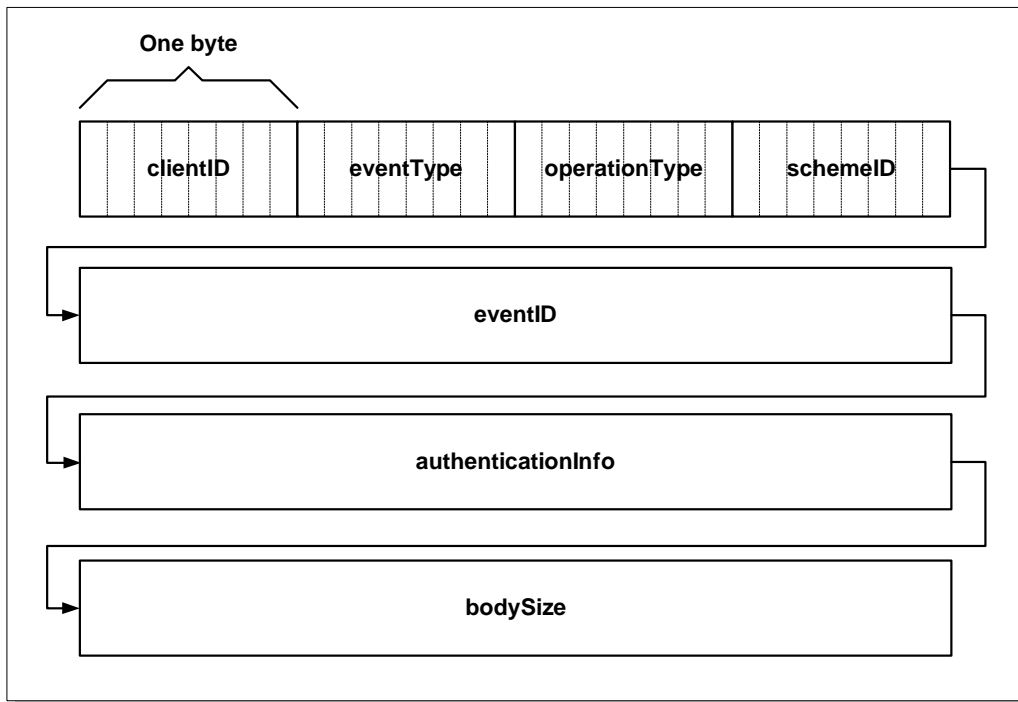 One byte
clientID eventType operationType schemeID
eventID
authenticationInfo
bodySize